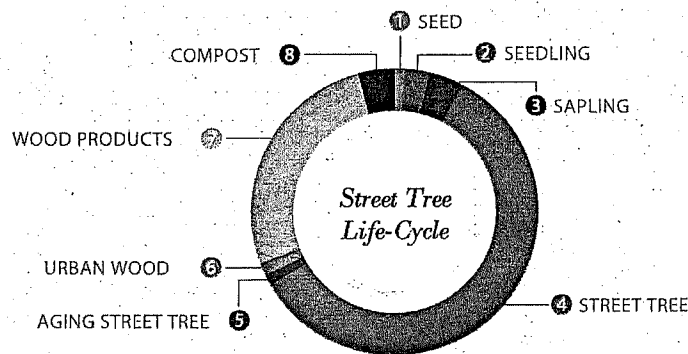 1 SEED
2 SEEDLING
3 SAPLING
4 STREET TREE
5 AGING STREET TREE
6 URBAN WOOD
7 WOOD PRODUCTS
8 COMPOST
Street Tree
Life-Cycle